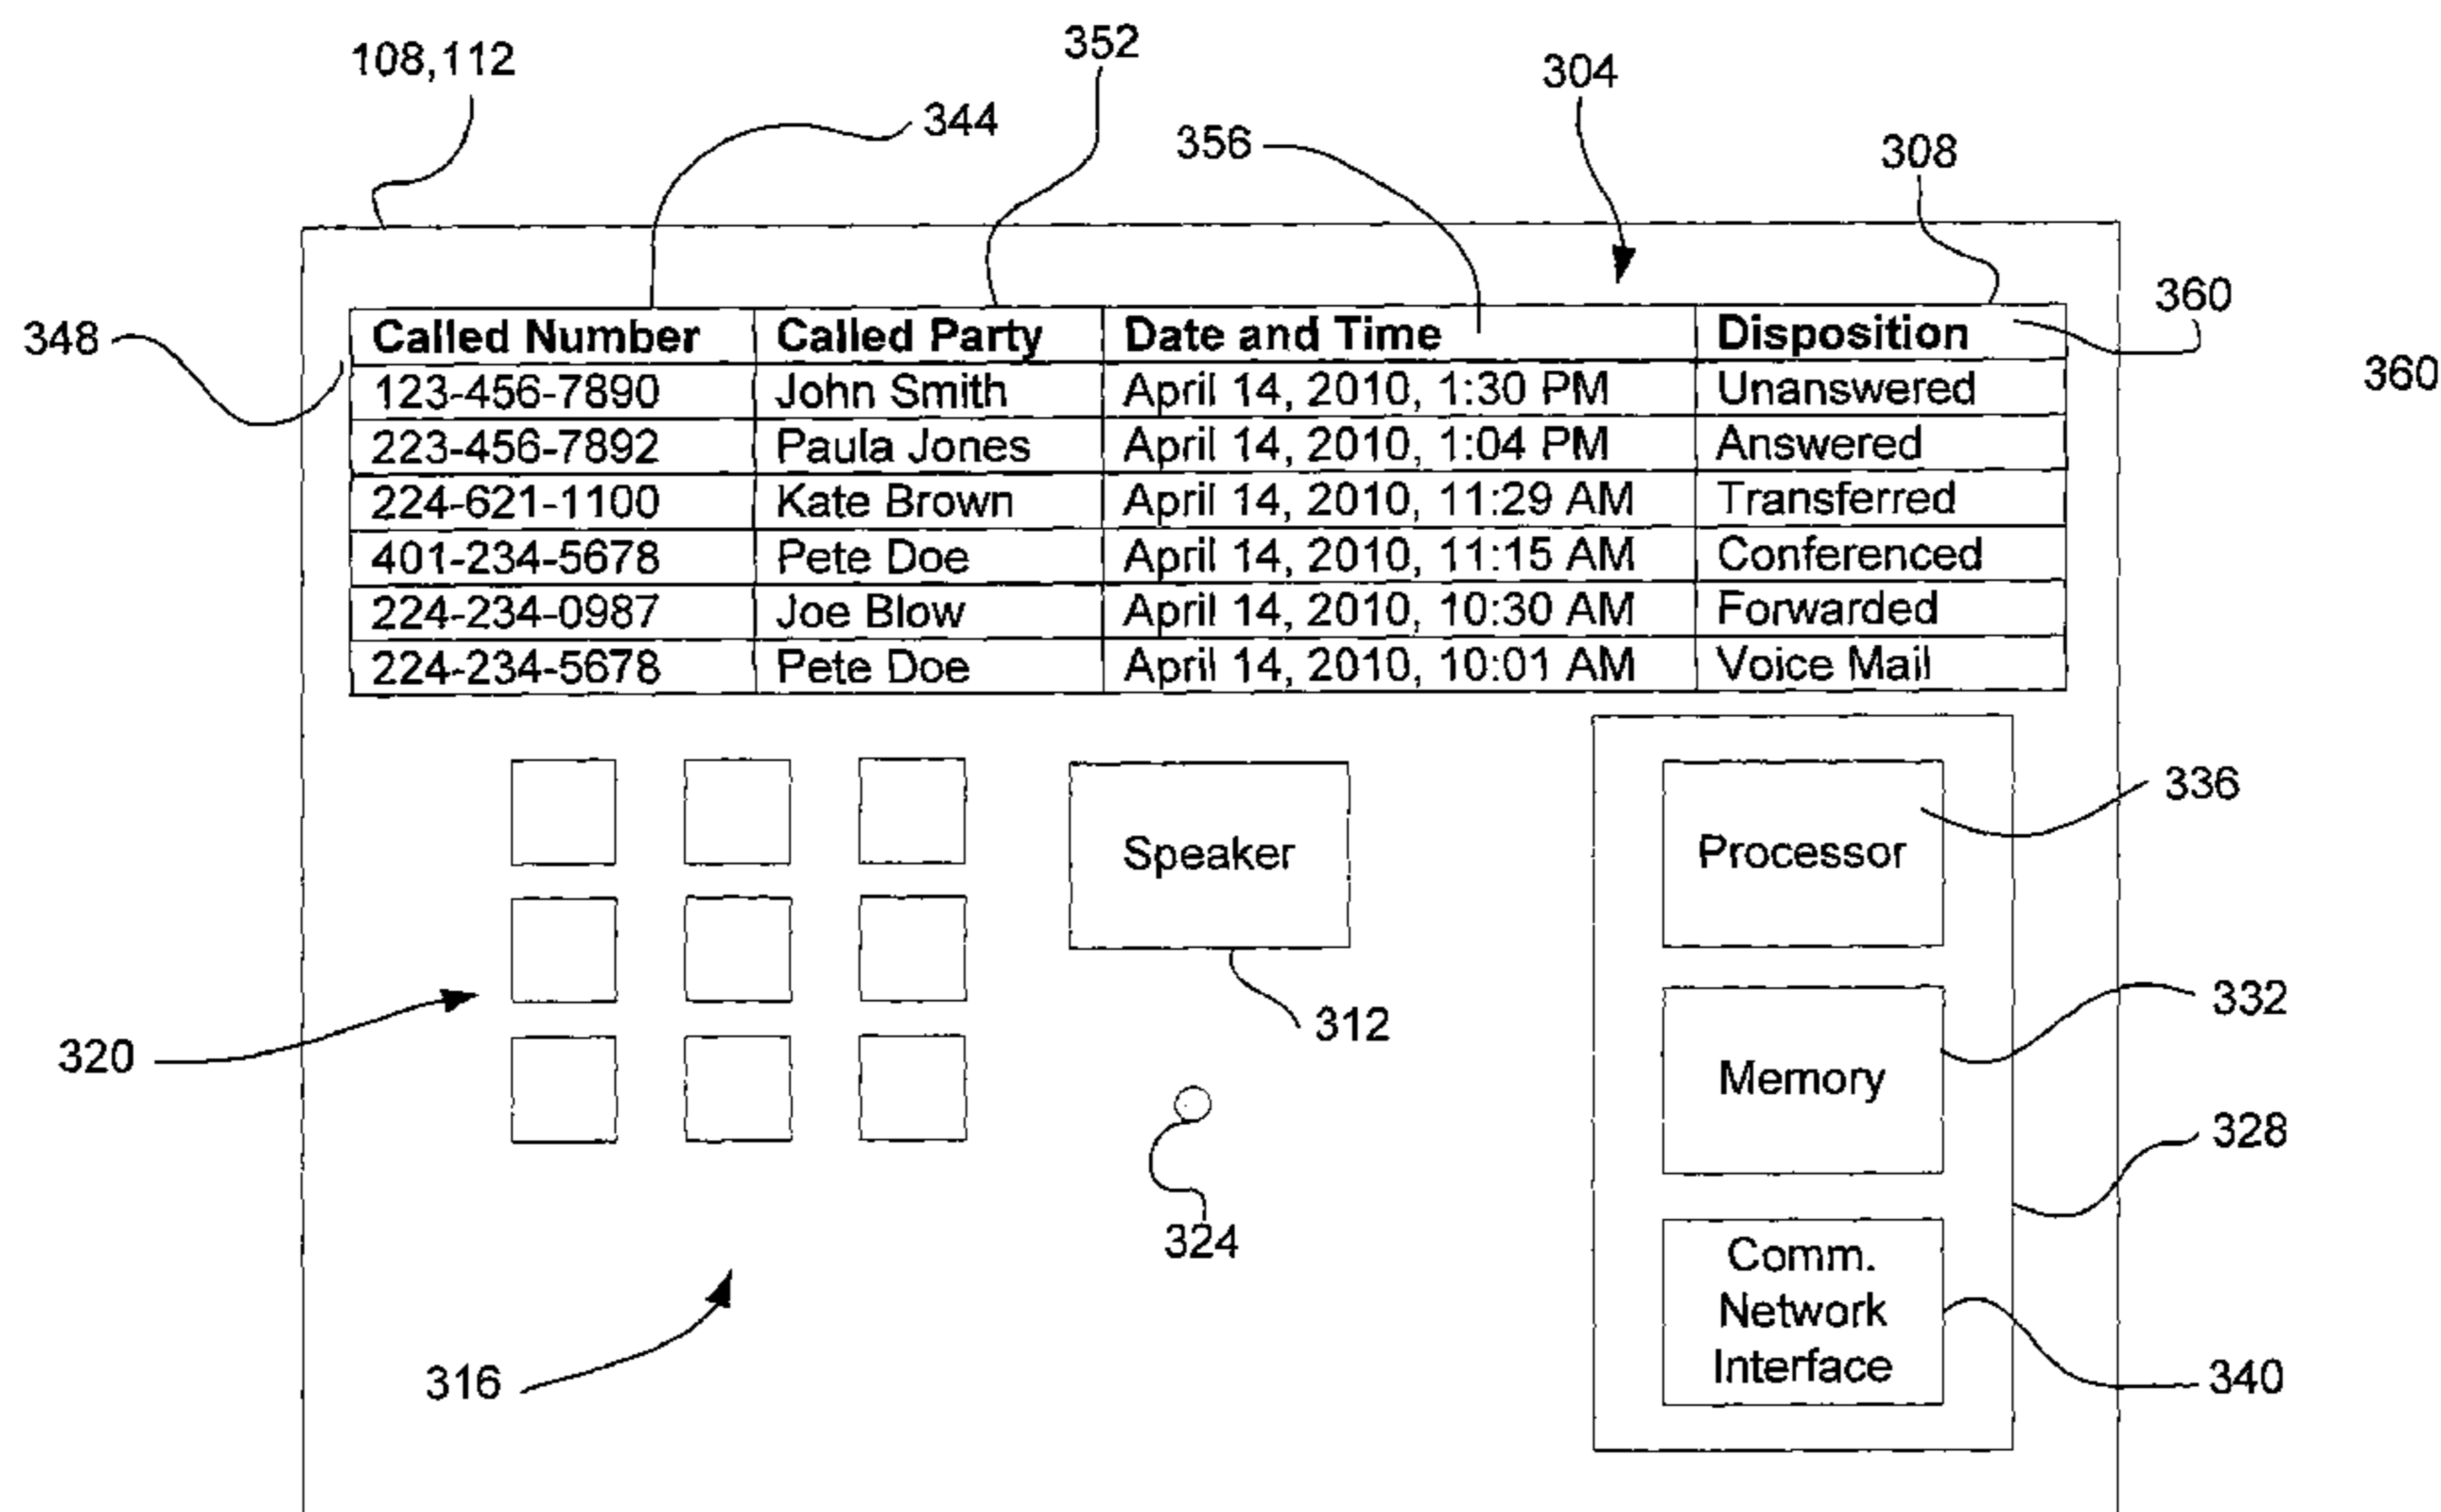 108,112
352
304
344
356
308
360
348
360
Called Number Called Party Date and Time Disposition
123-456-7890 John Smith April 14, 2010, 1:30 PM Unanswered
223-456-7892 Paula Jones April 14, 2010, 1:04 PM Answered
224-621-1100 Kate Brown April 14, 2010, 11:29 AM Transferred
401-234-5678 Pete Doe April 14, 2010, 11:15 AM Conferenced
224-234-0987 Joe Blow April 14, 2010, 10:30 AM Forwarded
224-234-5678 Pete Doe April 14, 2010, 10:01 AM Voice Mail
336
Speaker
Processor
332
312
320
Memory
328
324
Comm.
Network
Interface
316
340